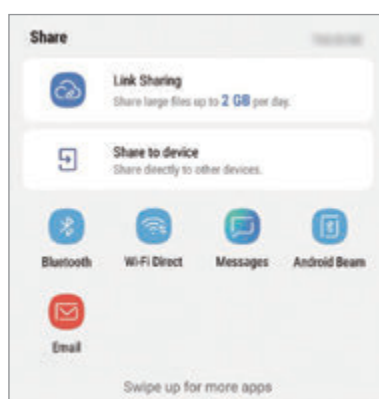 Share
Link Sharing
Share large files up to 2 GB per day.
Share to device
Share directly to other devices.
Bluetooth Wi-Fi Direct Messages Android Beam
Email
Swipe up for more apps